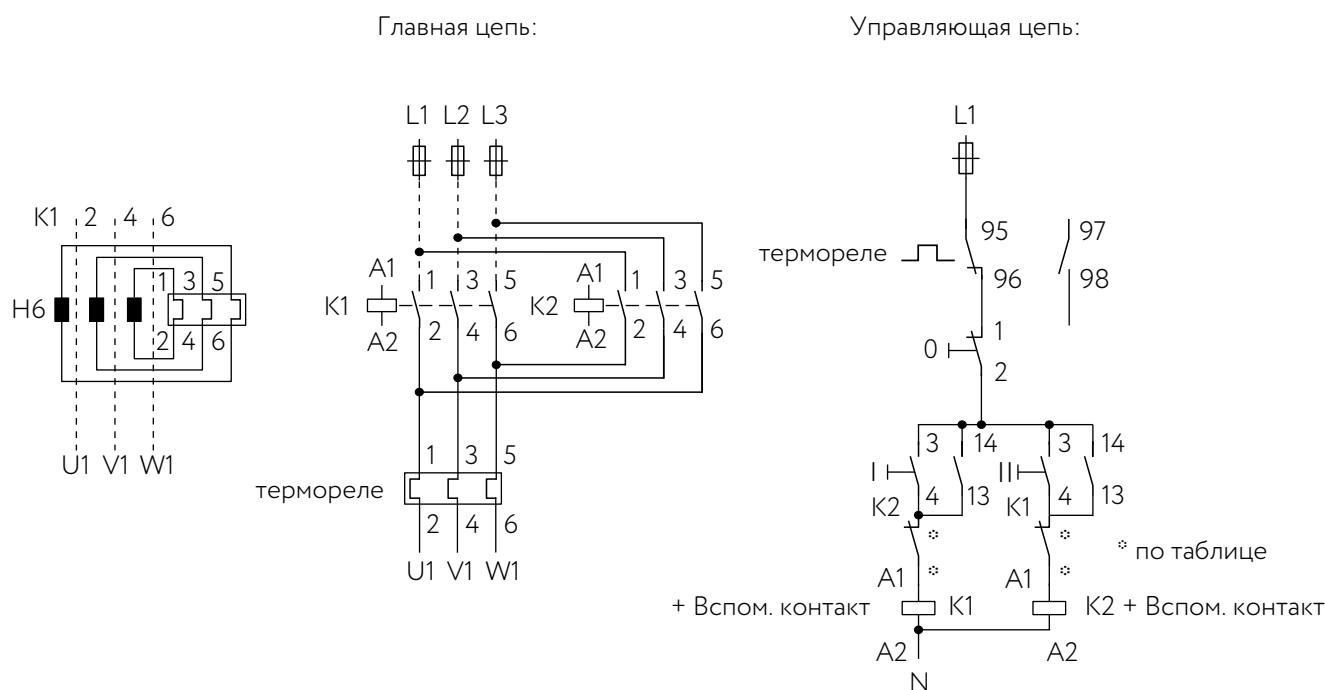 Главная цепь:
Управляющая цепь:
L1 L2 L3
L1
K1 2 4 6
1 3 5
H6
2 4 6
U1 V1 W1
A1 1 3 5
K1
A2 2 4 6
A1 1 3 5
K2
A2 2 4 6
1 3 5
термореле
2 4 6
U1 V1 W1
95 97
термореле
96 98
1
0
2
3 14 3 14
I II
4 13 4 13
K2 K1
* *
* по таблице
* *
A1 A1
+ Вспом. контакт K1 K2 + Вспом. контакт
A2 A2
N